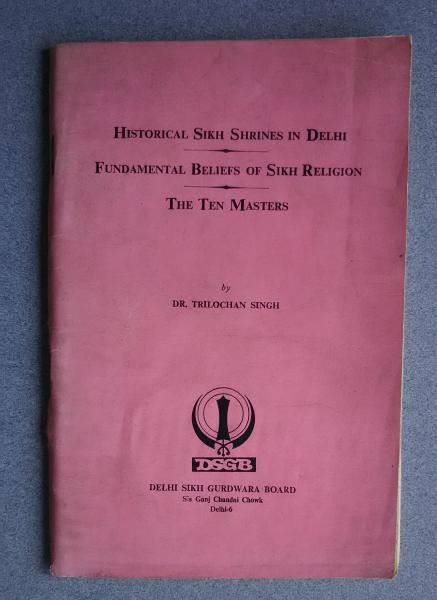 HISTORICAL SIKH SHRINES IN DELHI
FUNDAMENTAL BELIEFS OF SIKH RELIGION
THE TEN MASTERS
by
DR. TRILOCHAN SINGH
DSGB
DELHI SIKH GURDWARA BOARD
Sis Ganj Chandni Chowk
Delhi-6